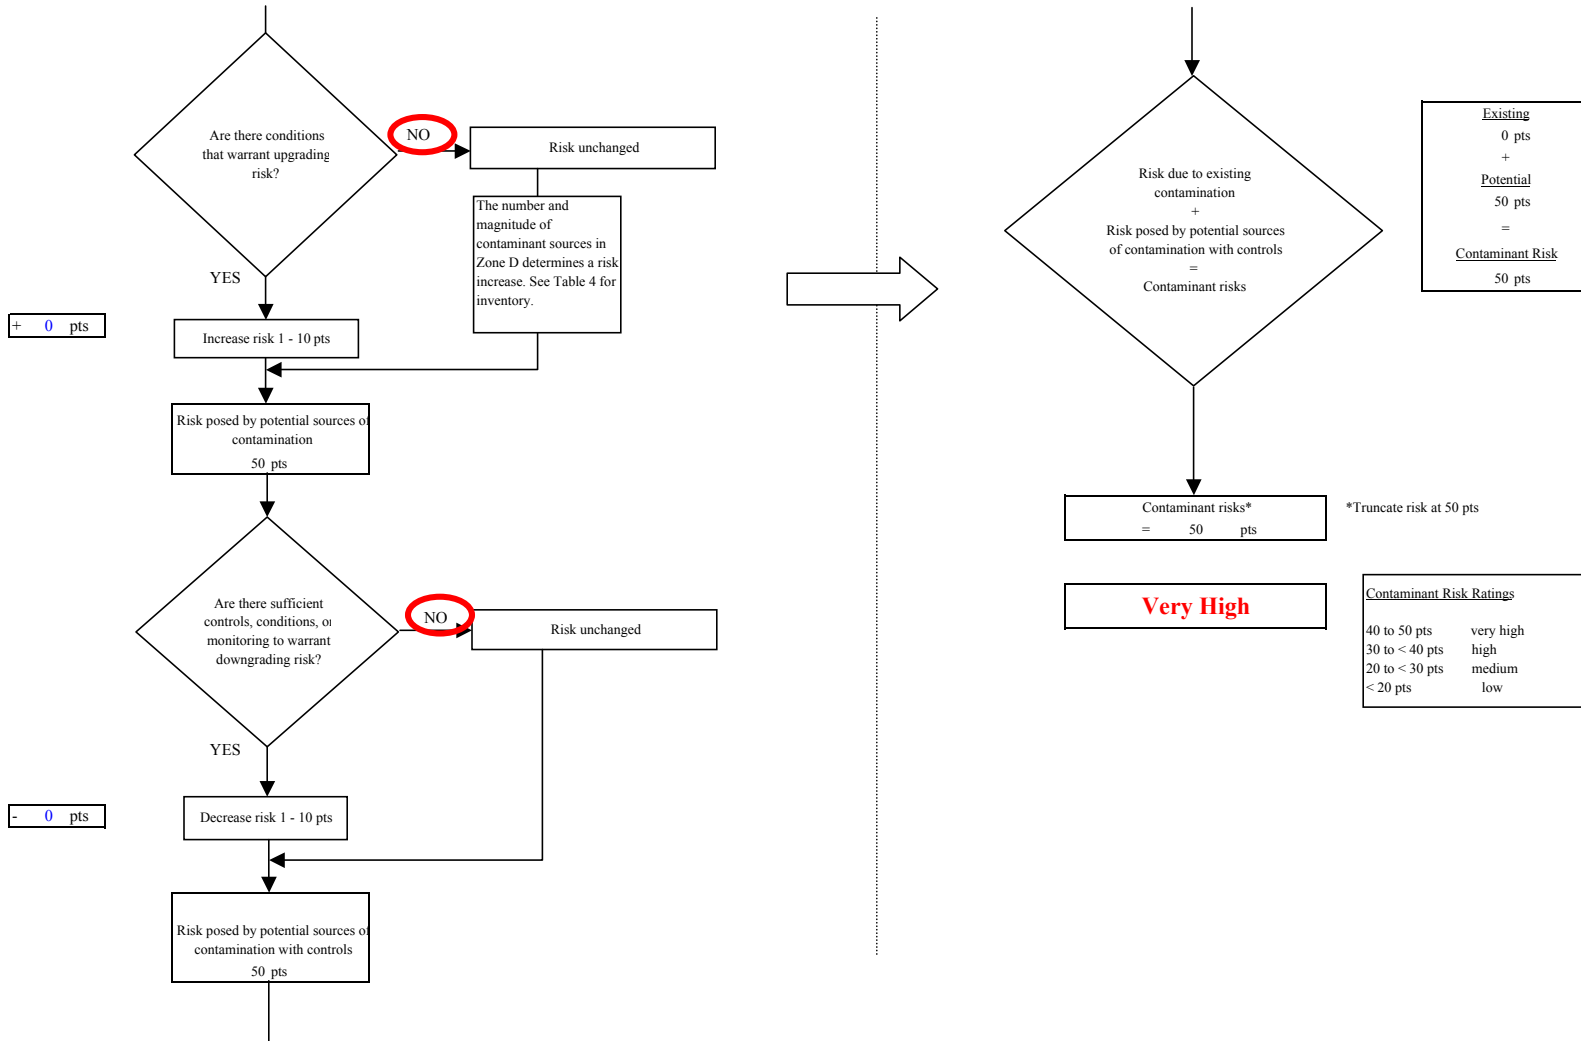 Are there conditions
that warrant upgrading
risk?
NO
Risk unchanged
The number and
magnitude of
contaminant sources in
Zone D determines a risk
increase. See Table 4 for
inventory.
YES
+ 0 pts
Increase risk 1 - 10 pts
Risk posed by potential sources of
contamination
50 pts
Are there sufficient
controls, conditions, or
monitoring to warrant
downgrading risk?
NO
Risk unchanged
YES
- 0 pts
Decrease risk 1 - 10 pts
Risk posed by potential sources of
contamination with controls
50 pts
Risk due to existing
contamination
+
Risk posed by potential sources
of contamination with controls
=
Contaminant risks
Existing
0 pts
+
Potential
50 pts
=
Contaminant Risk
50 pts
Contaminant risks*
= 50 pts
*Truncate risk at 50 pts
Very High
Contaminant Risk Ratings
40 to 50 pts very high
30 to < 40 pts high
20 to < 30 pts medium
< 20 pts low